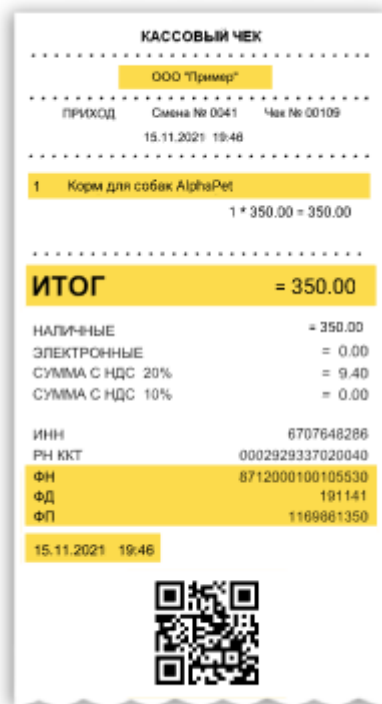 КАССОВЫЙ ЧЕК
ООО "Пример"
ПРИХОД Смена № 0041 Чек № 00109
15.11.2021 19:46
1 Корм для собак AlphaPet
1 * 350.00 = 350.00
ИТОГ = 350.00
НАЛИЧНЫЕ = 350.00
ЭЛЕКТРОННЫЕ = 0.00
СУММА С НДС 20% = 9.40
СУММА С НДС 10% = 0.00
ИНН 6707648286
РН ККТ 0002929337020040
ФН 8712000100105530
ФД 191141
ФП 1169861350
15.11.2021 19:46